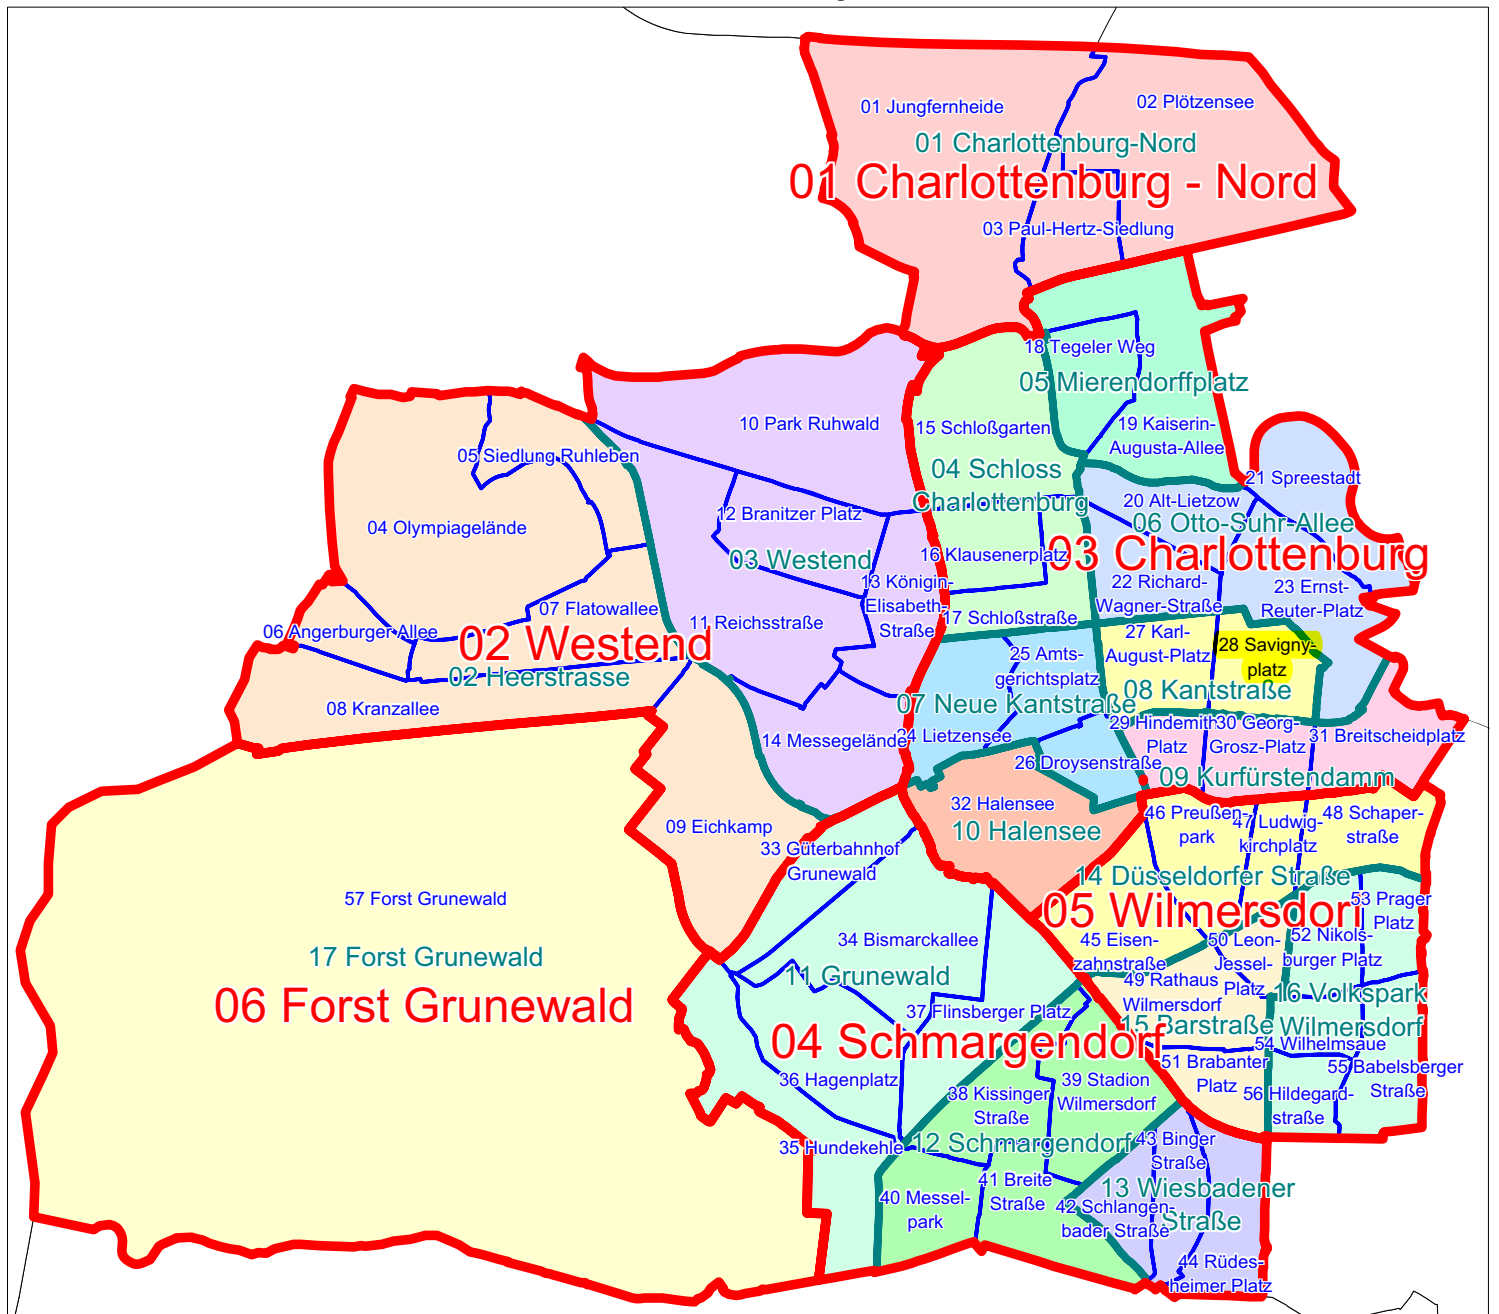 01 Jungfernheide
02 Plötzensee
01 Charlottenburg-Nord
01 Charlottenburg - Nord
03 Paul-Hertz-Siedlung
18 Tegeler Weg
05 Mierendorffplatz
19 Kaiserin-
Augusta-Allee
10 Park Ruhwald
15 Schloßgarten
04 Schloss
Charlottenburg
05 Siedlung Ruhleben
04 Olympiagelände
12 Branitzer Platz
03 Westend
13 Königin-
Elisabeth-
Straße
16 Klausenerplatz
17 Schloßstraße
21 Spreestadt
20 Alt-Lietzow
06 Otto-Suhr-Allee
03 Charlottenburg
22 Richard-
Wagner-Straße
23 Ernst-
Reuter-Platz
07 Flatowallee
06 Angerburger Allee
02 Westend
02 Heerstrasse
08 Kranzallee
11 Reichsstraße
14 Messegelände
25 Amts-
gerichtsplatz
07 Neue Kantstraße
24 Lietzensee
26 Droysenstraße
27 Karl-
August-Platz
28 Savigny-
platz
08 Kantstraße
29 Hindemith
Platz
30 Georg-
Grosz-Platz
31 Breitscheidplatz
09 Kurfürstendamm
09 Eichkamp
33 Güterbahnhof
Grunewald
32 Halensee
10 Halensee
46 Preußen-
park
47 Ludwig-
kirchplatz
48 Schaper-
straße
14 Düsseldorfer Straße
05 Wilmersdorf
53 Prager
Platz
45 Eisen-
zahnstraße
50 Leon-
Jessel-
Platz
52 Nikols-
burger Platz
49 Rathaus
Wilmersdorf
16 Volkspark
Wilmersdorf
15 Barstraße
54 Wilhelmsaue
51 Brabanter
Platz
55 Babelsberger
Straße
56 Hildegard-
straße
57 Forst Grunewald
17 Forst Grunewald
06 Forst Grunewald
34 Bismarckallee
11 Grunewald
37 Flinsberger Platz
04 Schmargendorf
36 Hagenplatz
38 Kissinger
Straße
39 Stadion
Wilmersdorf
35 Hundekehle
12 Schmargendorf
43 Binger
Straße
40 Messel-
park
41 Breite
Straße
13 Wiesbadener
Straße
42 Schlangen-
bader Straße
44 Rüdes-
heimer Platz